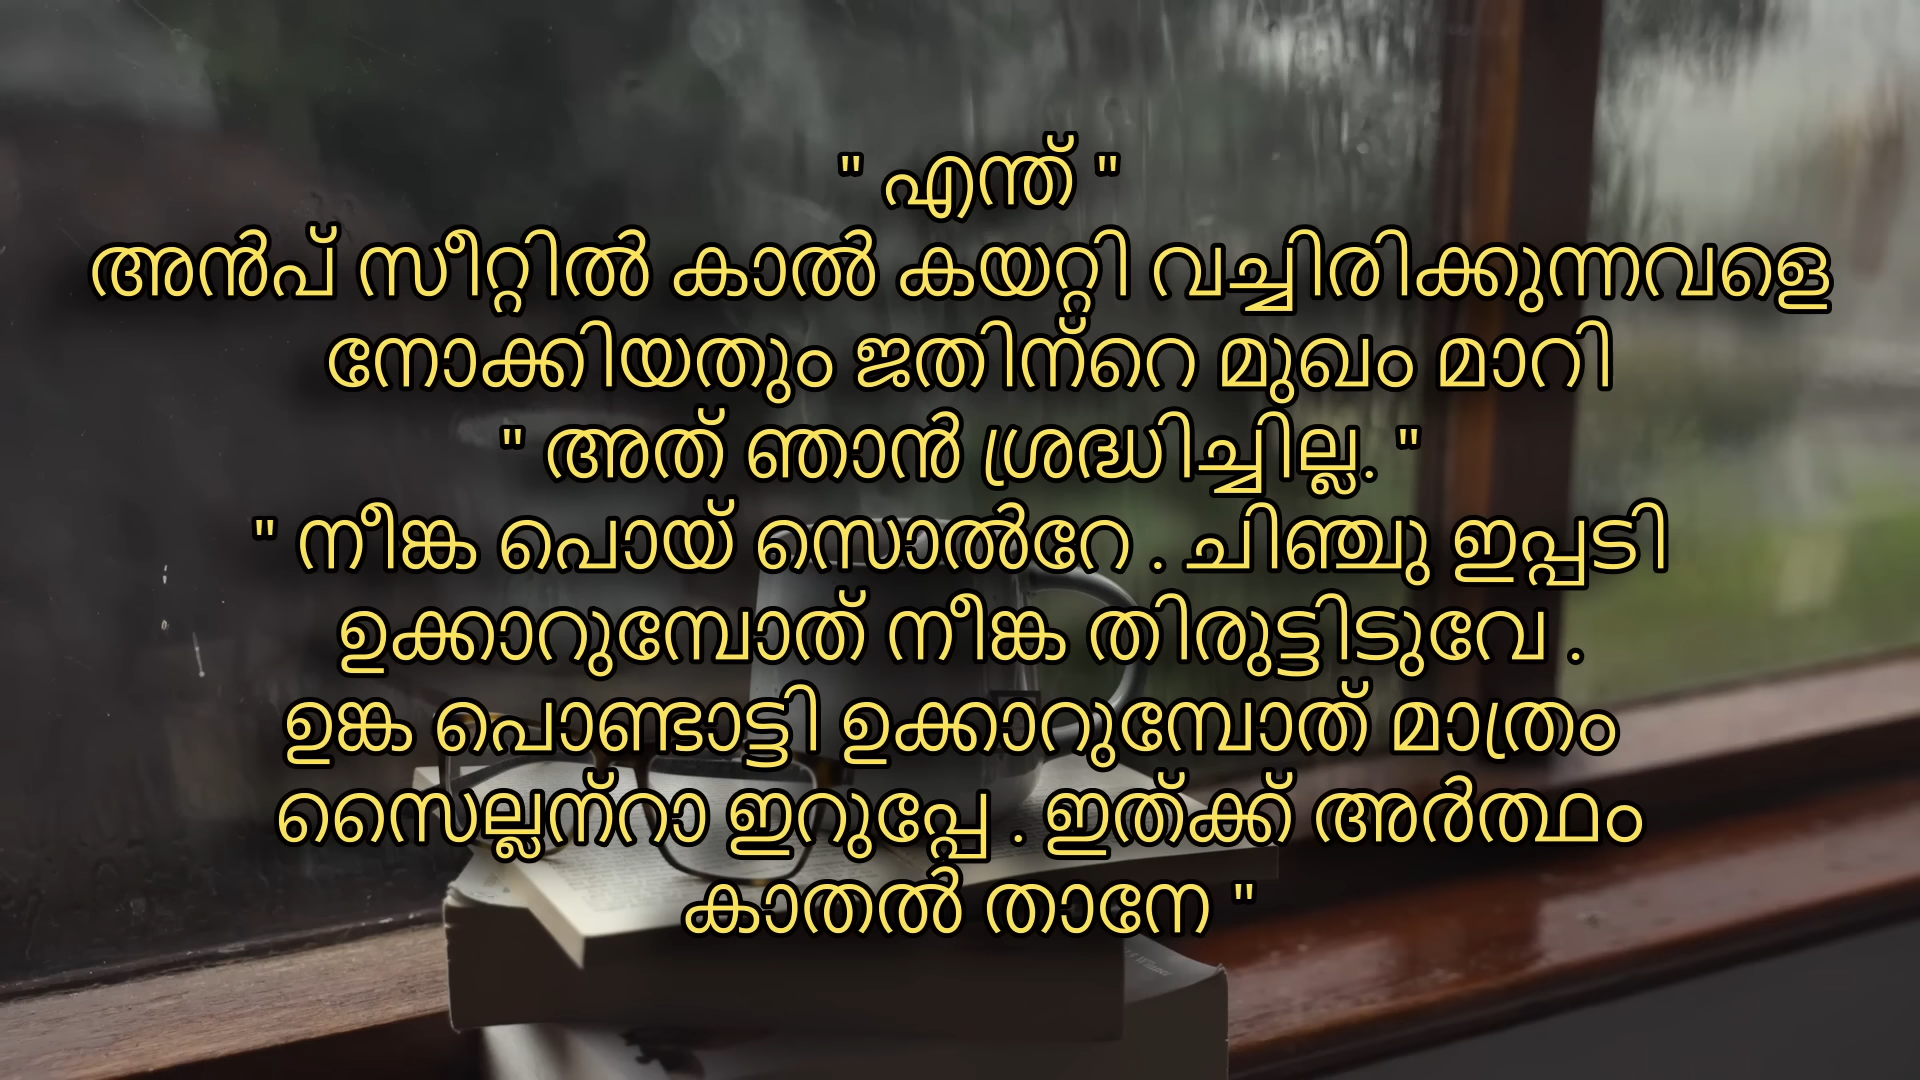 " എന്ത് "
അൻപ് സീറ്റിൽ കാൽ കയറ്റി വച്ചിരിക്കുന്നവളെ
നോക്കിയതും ജതിന്റെ മുഖം മാറി
" അത് ഞാൻ ശ്രദ്ധിച്ചില്ല. "
" നീങ്ക പൊയ് സൊൽറേ . ചിഞ്ചു ഇപ്പടി
ഉക്കാറുമ്പോത് നീങ്ക തിരുട്ടിടുവേ .
ഉങ്ക പൊണ്ടാട്ടി ഉക്കാറുമ്പോത് മാത്രം
സൈല്ലന്റാ ഇറുപ്പേ . ഇത്ക്ക് അർത്ഥം
കാതൽ താനേ "